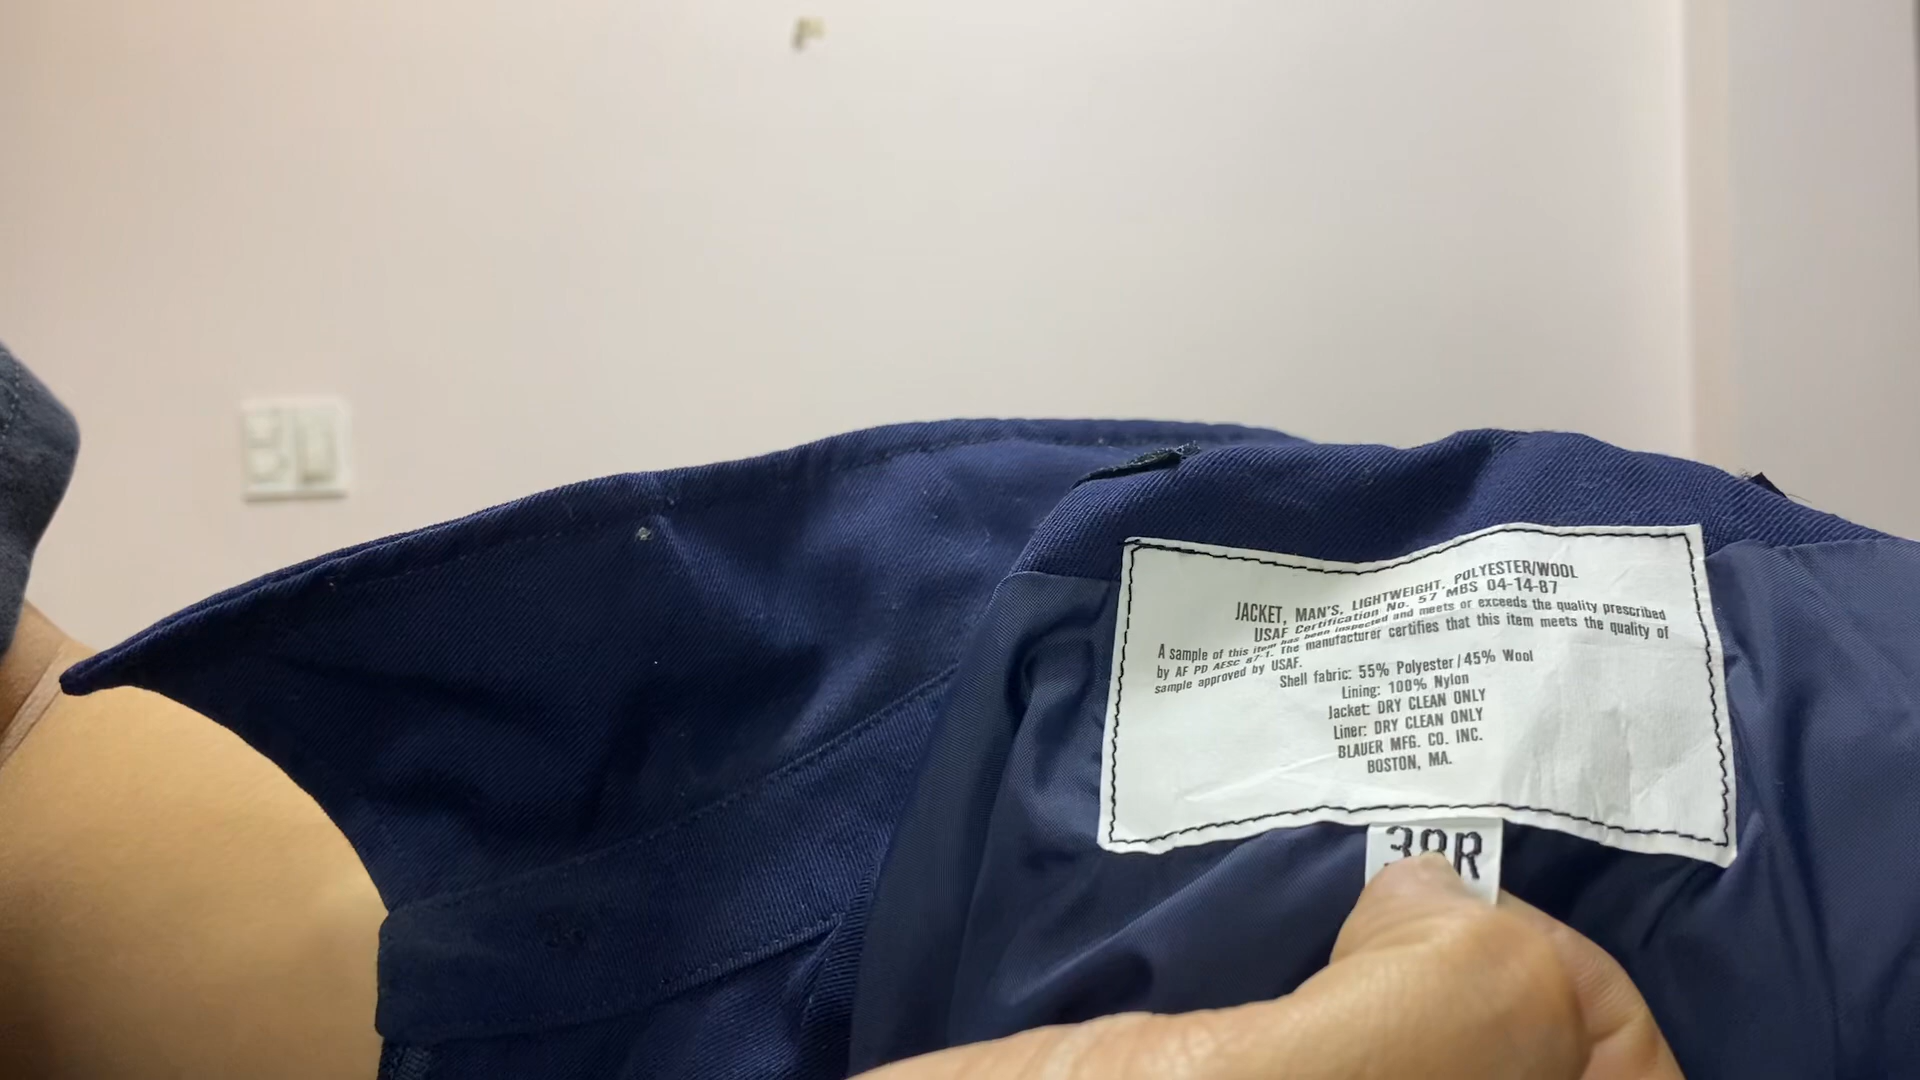 JACKET, MAN'S, LIGHTWEIGHT, POLYESTER/WOOL
USAF Certification No. 57 MBS 04-14-87
A sample of this item has been inspected and meets or exceeds the quality prescribed
by AF PD AESC 87-1. The manufacturer certifies that this item meets the quality of
sample approved by USAF.
Shell fabric: 55% Polyester/45% Wool
Lining: 100% Nylon
Jacket: DRY CLEAN ONLY
Liner: DRY CLEAN ONLY
BLAUER MFG. CO. INC.
BOSTON, MA.